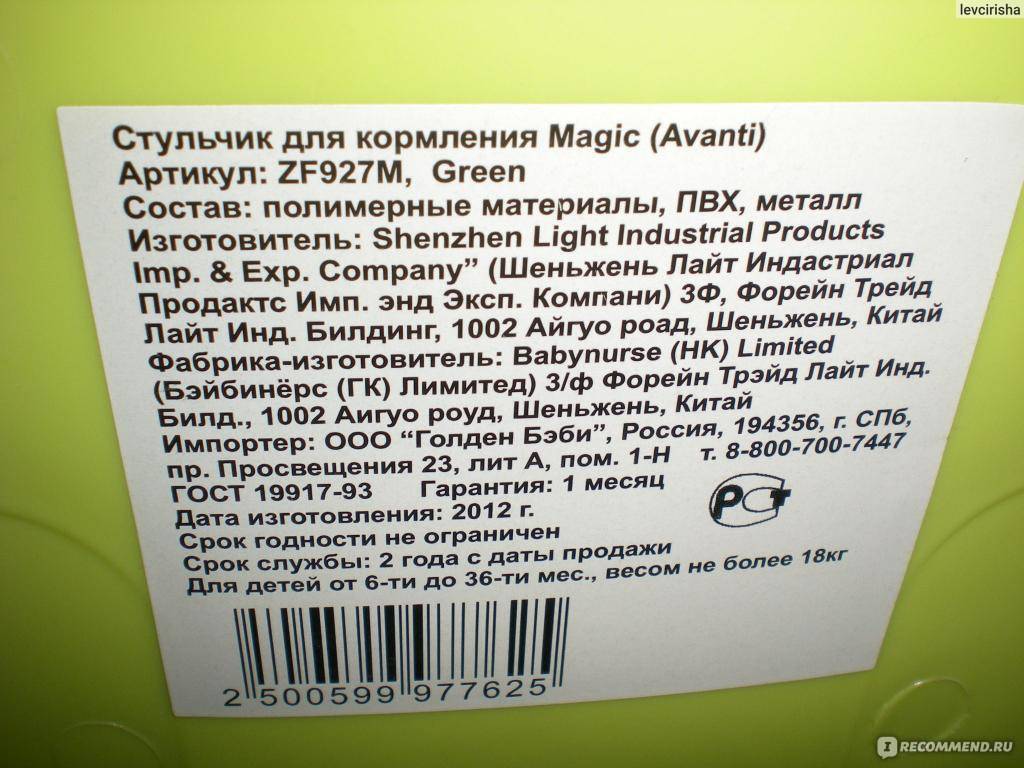 levcirisha
Стульчик для кормления Magic (Avanti)
Артикул: ZF927M, Green
Состав: полимерные материалы, ПВХ, металл
Изготовитель: Shenzhen Light Industrial Products
Imp. & Exp. Company” (Шеньжень Лайт Индастриал
Продактс Имп. энд Эксп. Компани) 3Ф, Форейн Трейд
Лайт Инд. Билдинг, 1002 Айгуо роад, Шеньжень, Китай
Фабрика-изготовитель: Babynurse (HK) Limited
(Бэйбинёрс (ГК) Лимитед) 3/ф Форейн Трэйд Лайт Инд.
Билд., 1002 Аигуо роуд, Шеньжень, Китай
Импортер: ООО “Голден Бэби”, Россия, 194356, г. СПб,
пр. Просвещения 23, лит А, пом. 1-Н т. 8-800-700-7447
ГОСТ 19917-93 Гарантия: 1 месяц
РСТ
Дата изготовления: 2012 г.
Срок годности не ограничен
Срок службы: 2 года с даты продажи
Для детей от 6-ти до 36-ти мес., весом не более 18кг
2 500599 977625
IRECOMMEND.RU